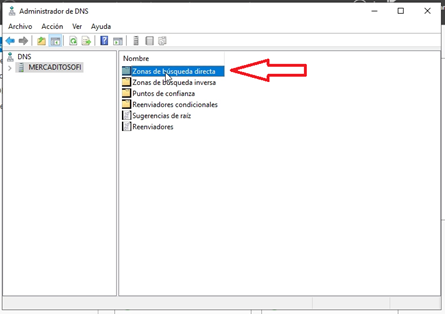 Administrador de DNS
Archivo Acción Ver Ayuda
DNS
MERCADITOSOFI
Nombre
Zonas de búsqueda directa
Zonas de búsqueda inversa
Puntos de confianza
Reenviadores condicionales
Sugerencias de raíz
Reenviadores